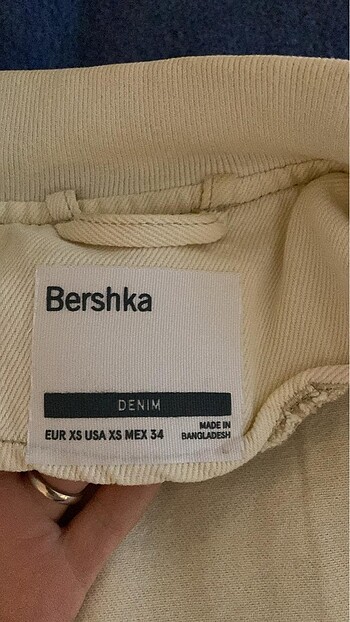 Bershka
DENIM
EUR XS USA XS MEX 34
MADE IN
BANGLADESH